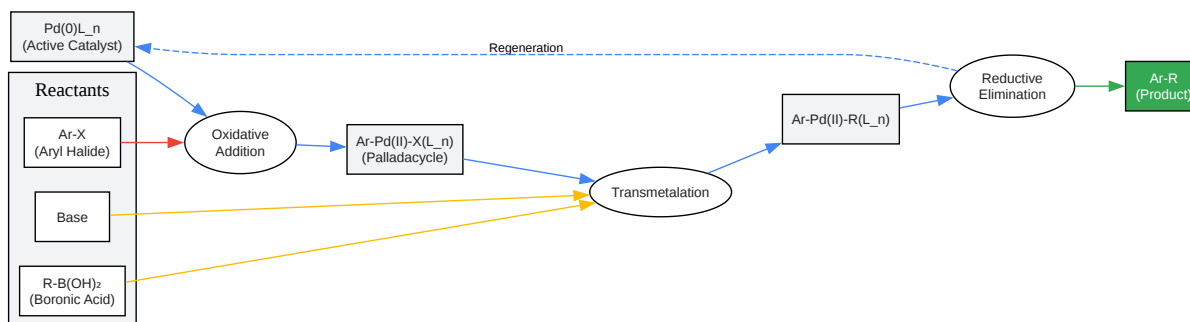 Pd(0)L_n
(Active Catalyst)
Regeneration
Reactants
Ar-X
(Aryl Halide)
Base
R-B(OH)₂
(Boronic Acid)
Oxidative
Addition
Ar-Pd(II)-X(L_n)
(Palladacycle)
Transmetalation
Ar-Pd(II)-R(L_n)
Reductive
Elimination
Ar-R
(Product)